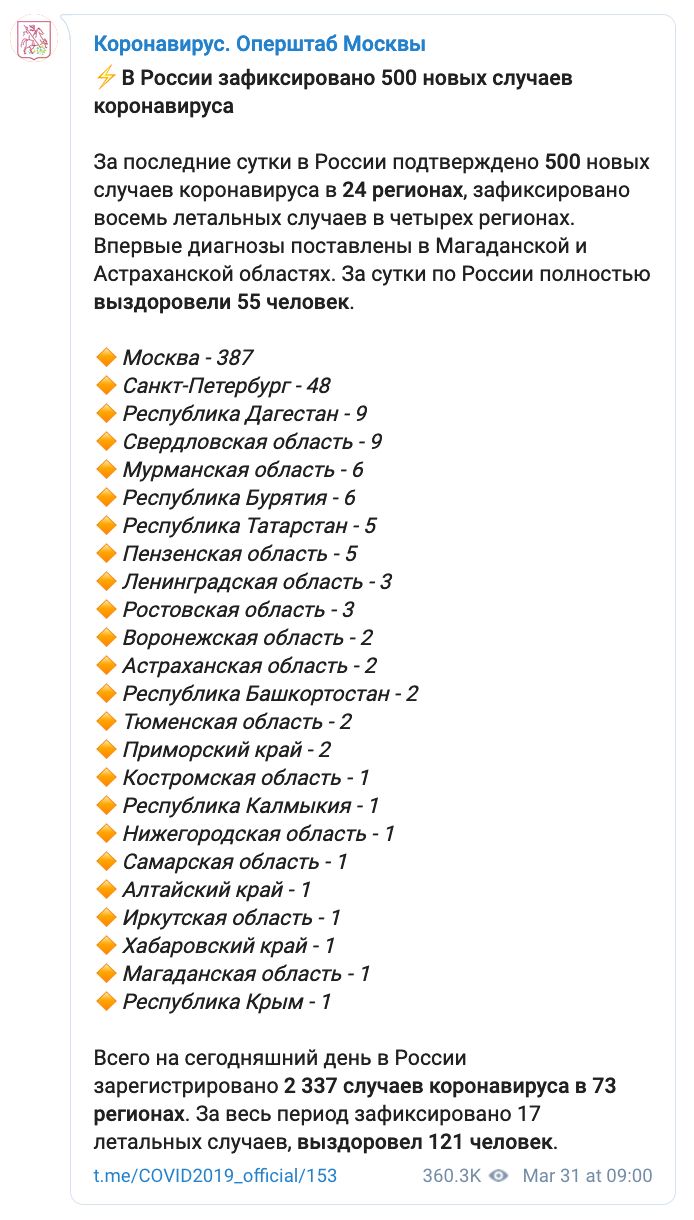 Коронавирус. Оперштаб Москвы
⚡В России зафиксировано 500 новых случаев
коронавируса
За последние сутки в России подтверждено 500 новых
случаев коронавируса в 24 регионах, зафиксировано
восемь летальных случаев в четырех регионах.
Впервые диагнозы поставлены в Магаданской и
Астраханской областях. За сутки по России полностью
выздоровели 55 человек.
🔶 Москва - 387
🔶 Санкт-Петербург - 48
🔶 Республика Дагестан - 9
🔶 Свердловская область - 9
🔶 Мурманская область - 6
🔶 Республика Бурятия - 6
🔶 Республика Татарстан - 5
🔶 Пензенская область - 5
🔶 Ленинградская область - 3
🔶 Ростовская область - 3
🔶 Воронежская область - 2
🔶 Астраханская область - 2
🔶 Республика Башкортостан - 2
🔶 Тюменская область - 2
🔶 Приморский край - 2
🔶 Костромская область - 1
🔶 Республика Калмыкия - 1
🔶 Нижегородская область - 1
🔶 Самарская область - 1
🔶 Алтайский край - 1
🔶 Иркутская область - 1
🔶 Хабаровский край - 1
🔶 Магаданская область - 1
🔶 Республика Крым - 1
Всего на сегодняшний день в России
зарегистрировано 2 337 случаев коронавируса в 73
регионах. За весь период зафиксировано 17
летальных случаев, выздоровел 121 человек.
t.me/COVID2019_official/153 360.3K Mar 31 at 09:00